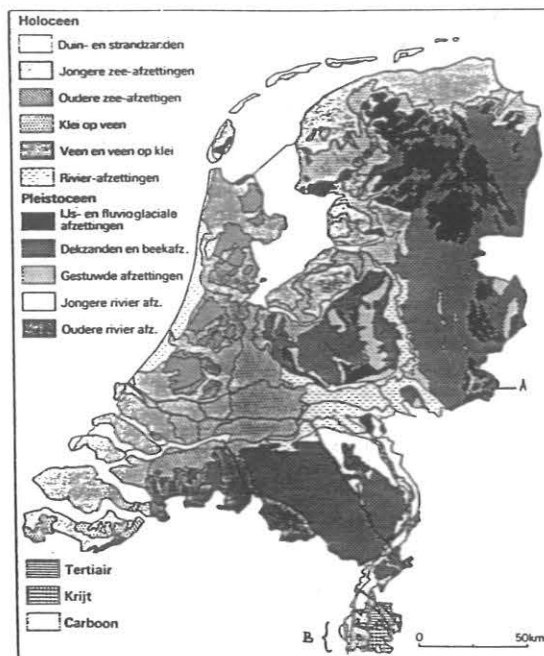 Holoceen
Duin- en strandzanden
Jongere zee-afzettingen
Oudere zee-afzettigen
Klei op veen
Veen en veen op klei
Rivier-afzettingen
Pleistoceen
IJs- en fluvioglaciale
afzettingen
Dekzanden en beekafz.
Gestuwde afzettingen
Jongere rivier afz.
Oudere rivier afz.
A
Tertiair
Krijt
Carboon
B
0 50km